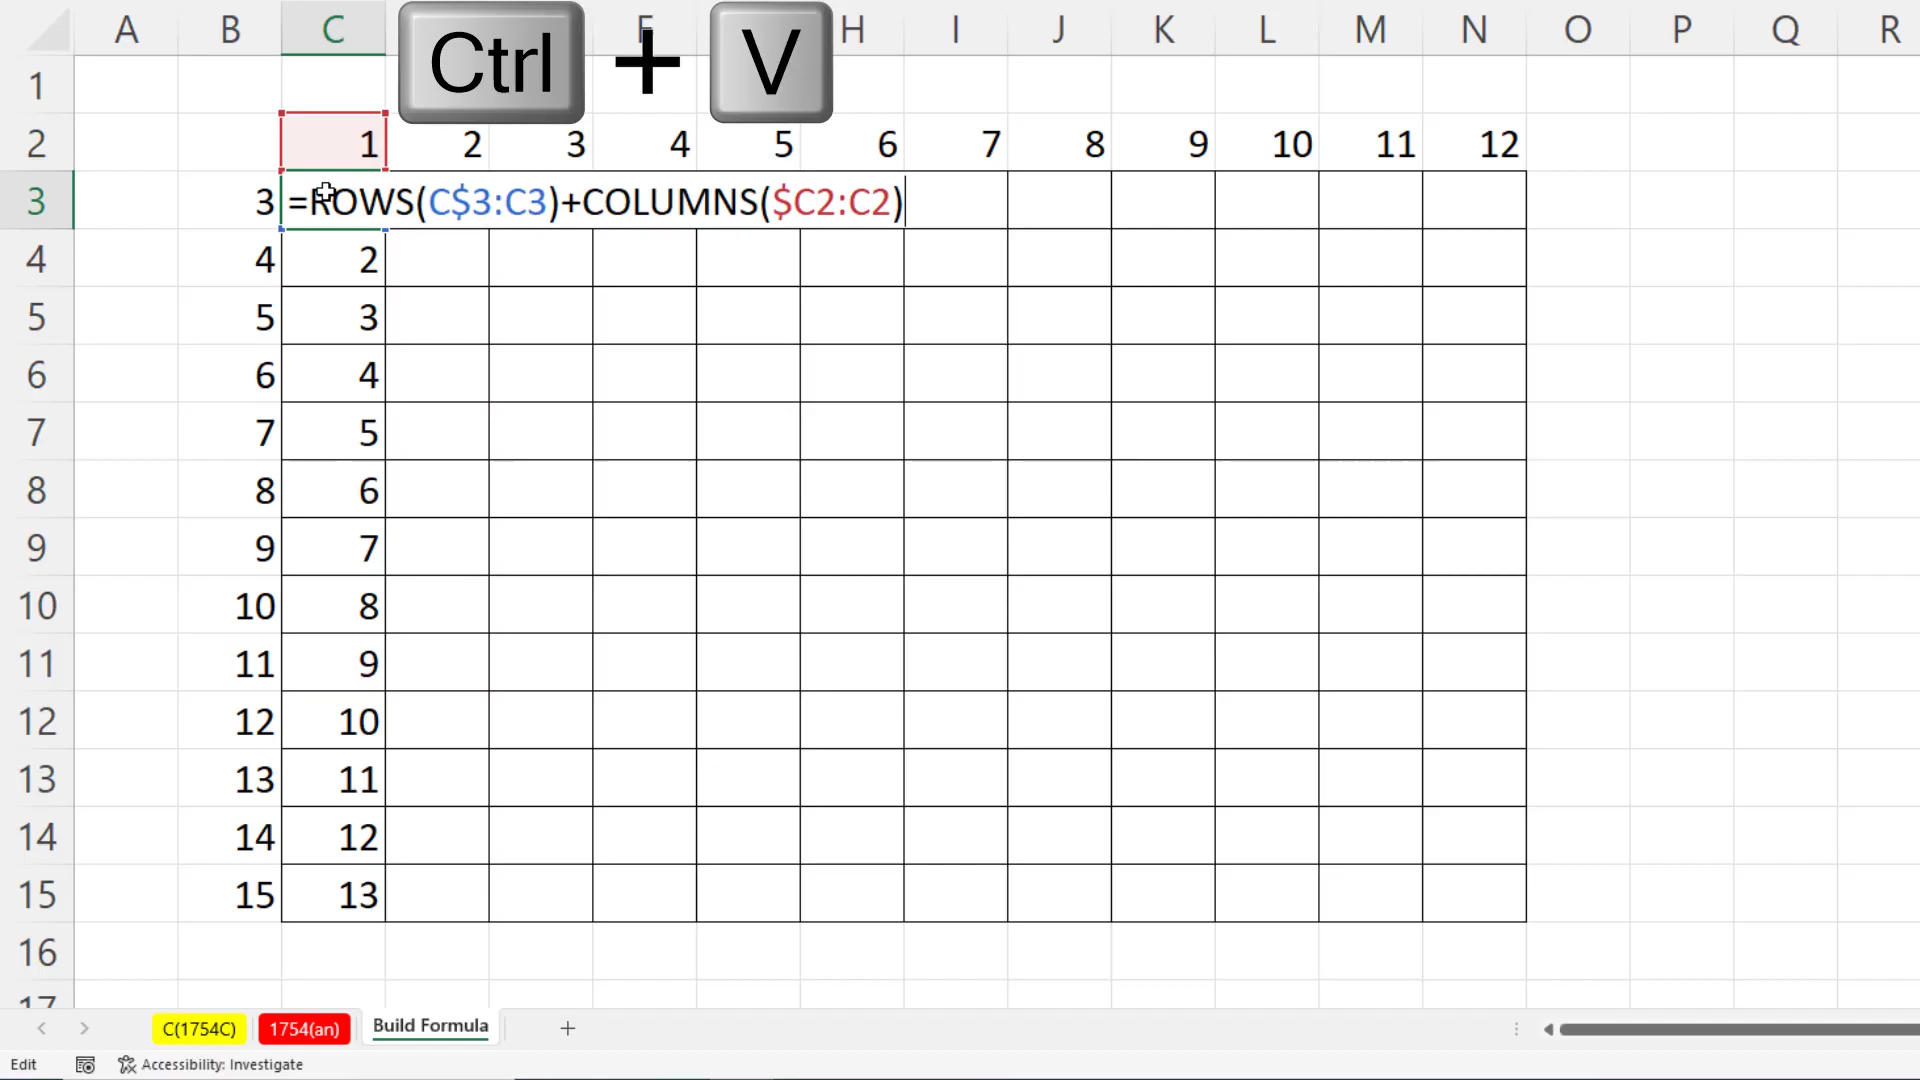 A B C F H I J K L M N O P Q R
Ctrl + V
1
2 1 2 3 4 5 6 7 8 9 10 11 12
3 3 =ROWS(C$3:C3)+COLUMNS($C2:C2)
4 4 2
5 5 3
6 6 4
7 7 5
8 8 6
9 9 7
10 10 8
11 11 9
12 12 10
13 13 11
14 14 12
15 15 13
16
17
C(1754C) 1754(an) Build Formula
Edit Accessibility: Investigate